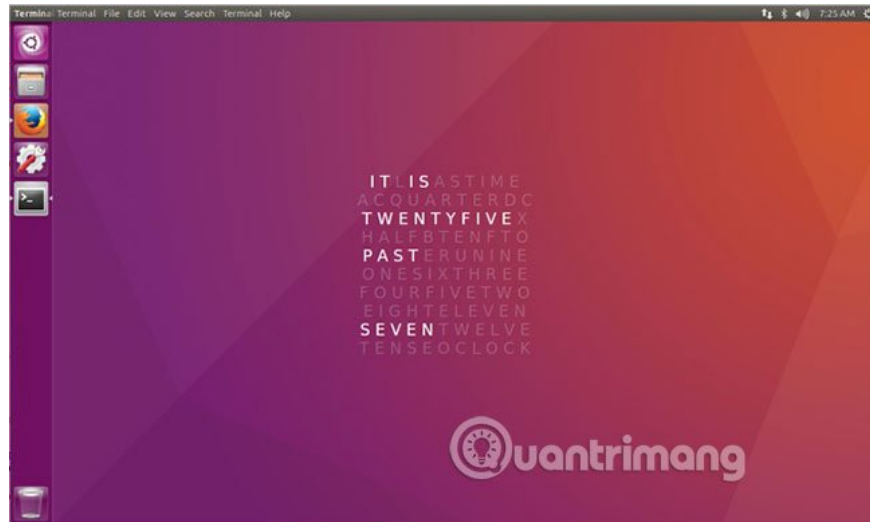 Terminal Terminal File Edit View Search Terminal Help
7:25 AM
ITLISASTIME
ACQUARTERDC
TWENTYFIVEX
HALFBTENFTO
PASTERUNINE
ONESIXTHREE
FOURFIVETWO
EIGHTELEVEN
SEVENTWELVE
TENSEOCLOCK
Quantrimang